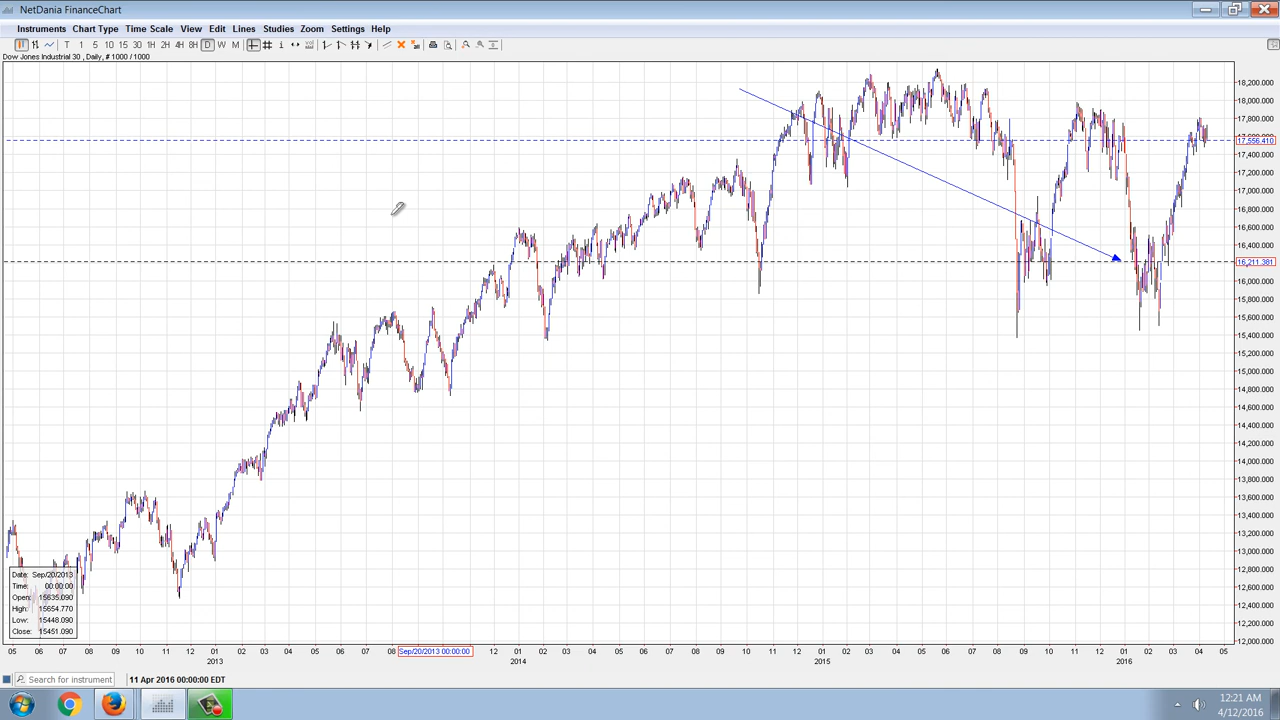 NetDania FinanceChart
Instruments Chart Type Time Scale View Edit Lines Studies Zoom Settings Help
T 1 5 10 15 30 1H 2H 4H 8H D W M
Dow Jones Industrial 30 , Daily, # 1000 / 1000
18,200.000
18,000.000
17,800.000
17,556.410
17,400.000
17,200.000
17,000.000
16,800.000
16,600.000
16,400.000
16,211.381
16,000.000
15,800.000
15,600.000
15,400.000
15,200.000
15,000.000
14,800.000
14,600.000
14,400.000
14,200.000
14,000.000
13,800.000
13,600.000
13,400.000
13,200.000
13,000.000
12,800.000
12,600.000
12,400.000
12,200.000
12,000.000
Date: Sep/20/2013
Time: 00:00:00
Open: 15635.090
High: 15654.770
Low: 15448.090
Close: 15451.090
05 06 07 08 09 10 11 12 02 03 04 05 06 07 08 Sep/20/2013 00:00:00 12 02 03 04 05 06 07 08 09 10 11 12 02 03 04 05 06 07 08 09 10 11 12 02 03 04 05
2013 2014 2015 2016
Search for instrument 11 Apr 2016 00:00:00 EDT
12:21 AM
4/12/2016